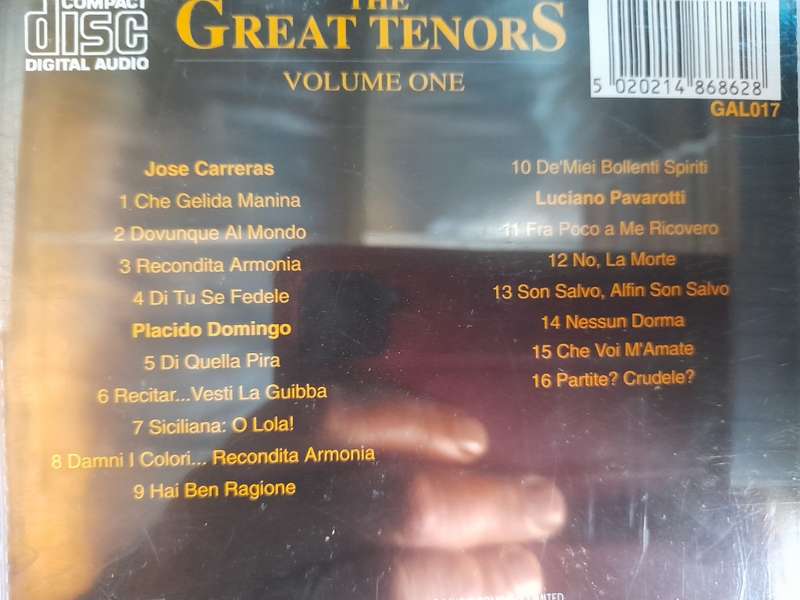 COMPACT
disc
DIGITAL AUDIO
THE
GREAT TENORS
VOLUME ONE
5 020214 868628
GAL017
Jose Carreras
1 Che Gelida Manina
2 Dovunque Al Mondo
3 Recondita Armonia
4 Di Tu Se Fedele
Placido Domingo
5 Di Quella Pira
6 Recitar...Vesti La Guibba
7 Siciliana: O Lola!
8 Damni I Colori... Recondita Armonia
9 Hai Ben Ragione
10 De'Miei Bollenti Spiriti
Luciano Pavarotti
11 Fra Poco a Me Ricovero
12 No, La Morte
13 Son Salvo, Alfin Son Salvo
14 Nessun Dorma
15 Che Voi M'Amate
16 Partite? Crudele?